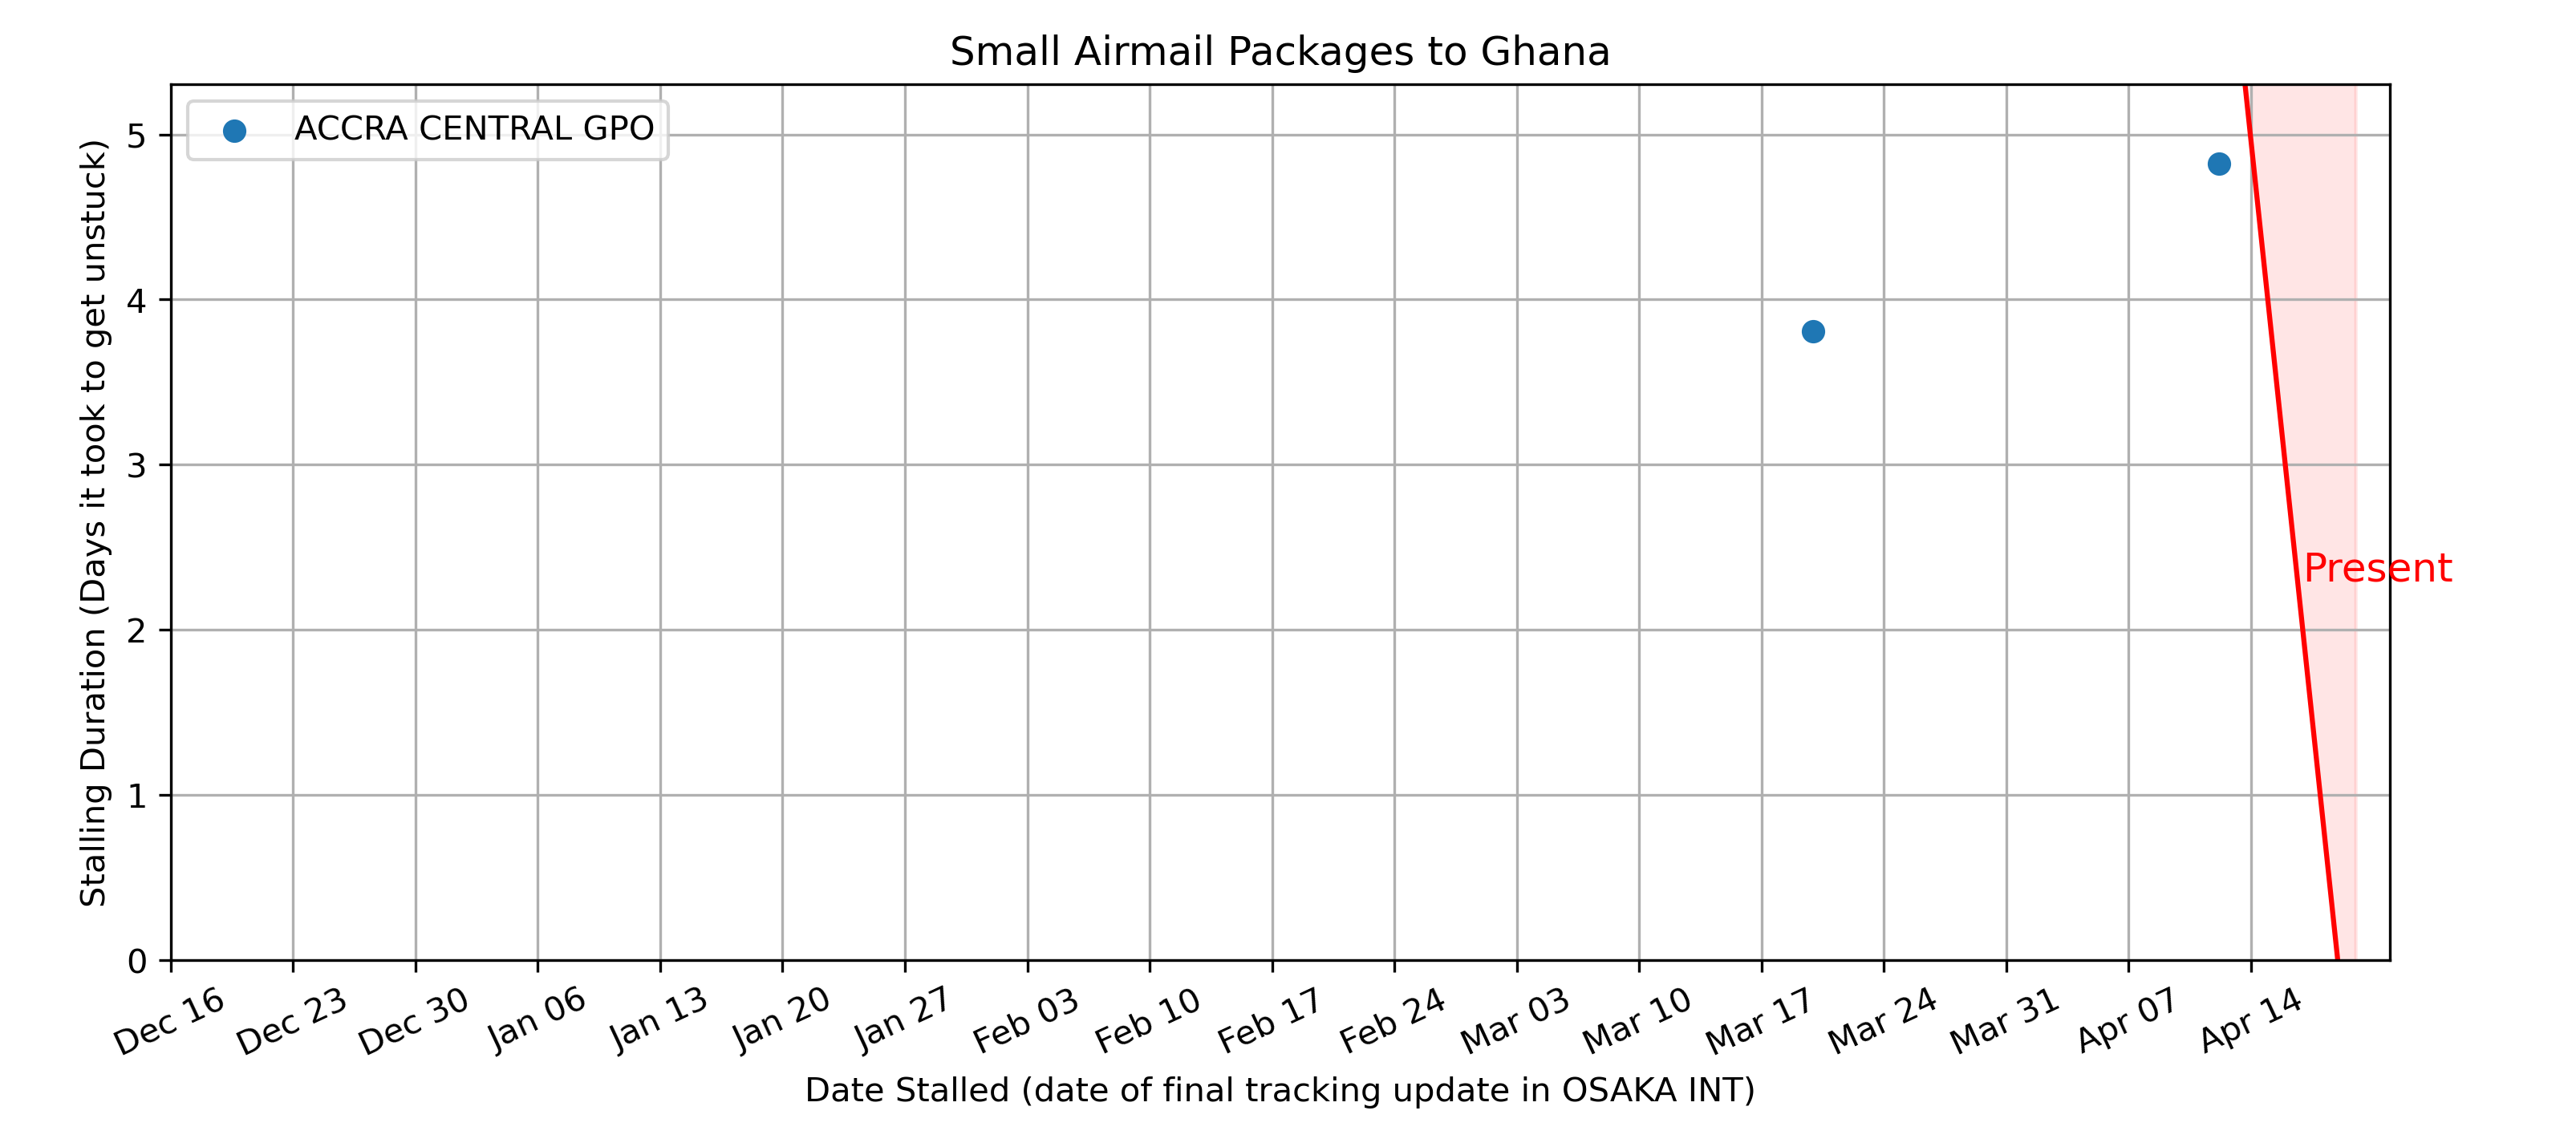 Small Airmail Packages to Ghana
ACCRA CENTRAL GPO
Stalling Duration (Days it took to get unstuck)
5
4
3
2
1
0
Present
Dec 16 Dec 23 Dec 30 Jan 06 Jan 13 Jan 20 Jan 27 Feb 03 Feb 10 Feb 17 Feb 24 Mar 03 Mar 10 Mar 17 Mar 24 Mar 31 Apr 07 Apr 14
Date Stalled (date of final tracking update in OSAKA INT)